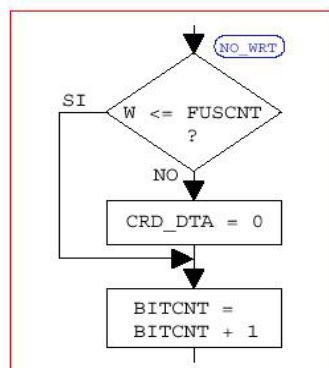 NO_WRT
SI
W <= FUSCNT
?
NO
CRD_DTA = 0
BITCNT =
BITCNT + 1